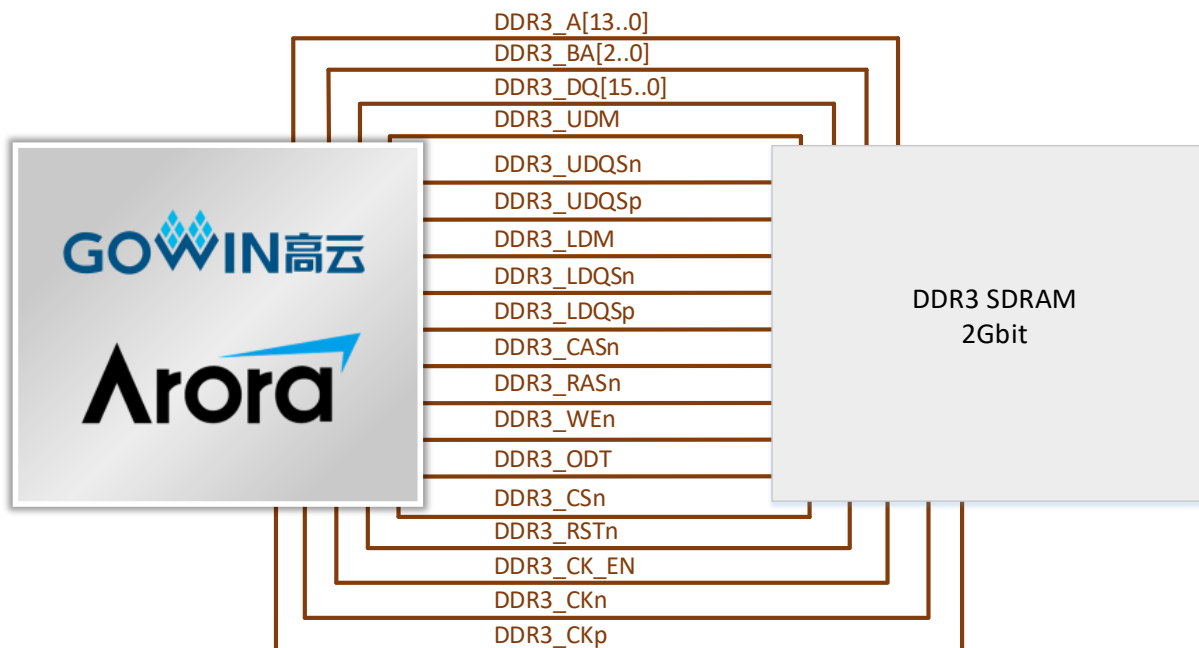 DDR3_A[13..0]
DDR3_BA[2..0]
DDR3_DQ[15..0]
DDR3_UDM
DDR3_UDQSn
DDR3_UDQSp
DDR3_LDM
DDR3_LDQSn
DDR3_LDQSp
DDR3_CASn
DDR3_RASn
DDR3_WEn
DDR3_ODT
DDR3_CSn
DDR3_RSTn
DDR3_CK_EN
DDR3_CKn
DDR3_CKp
GOWIN高云
Arora
DDR3 SDRAM
2Gbit